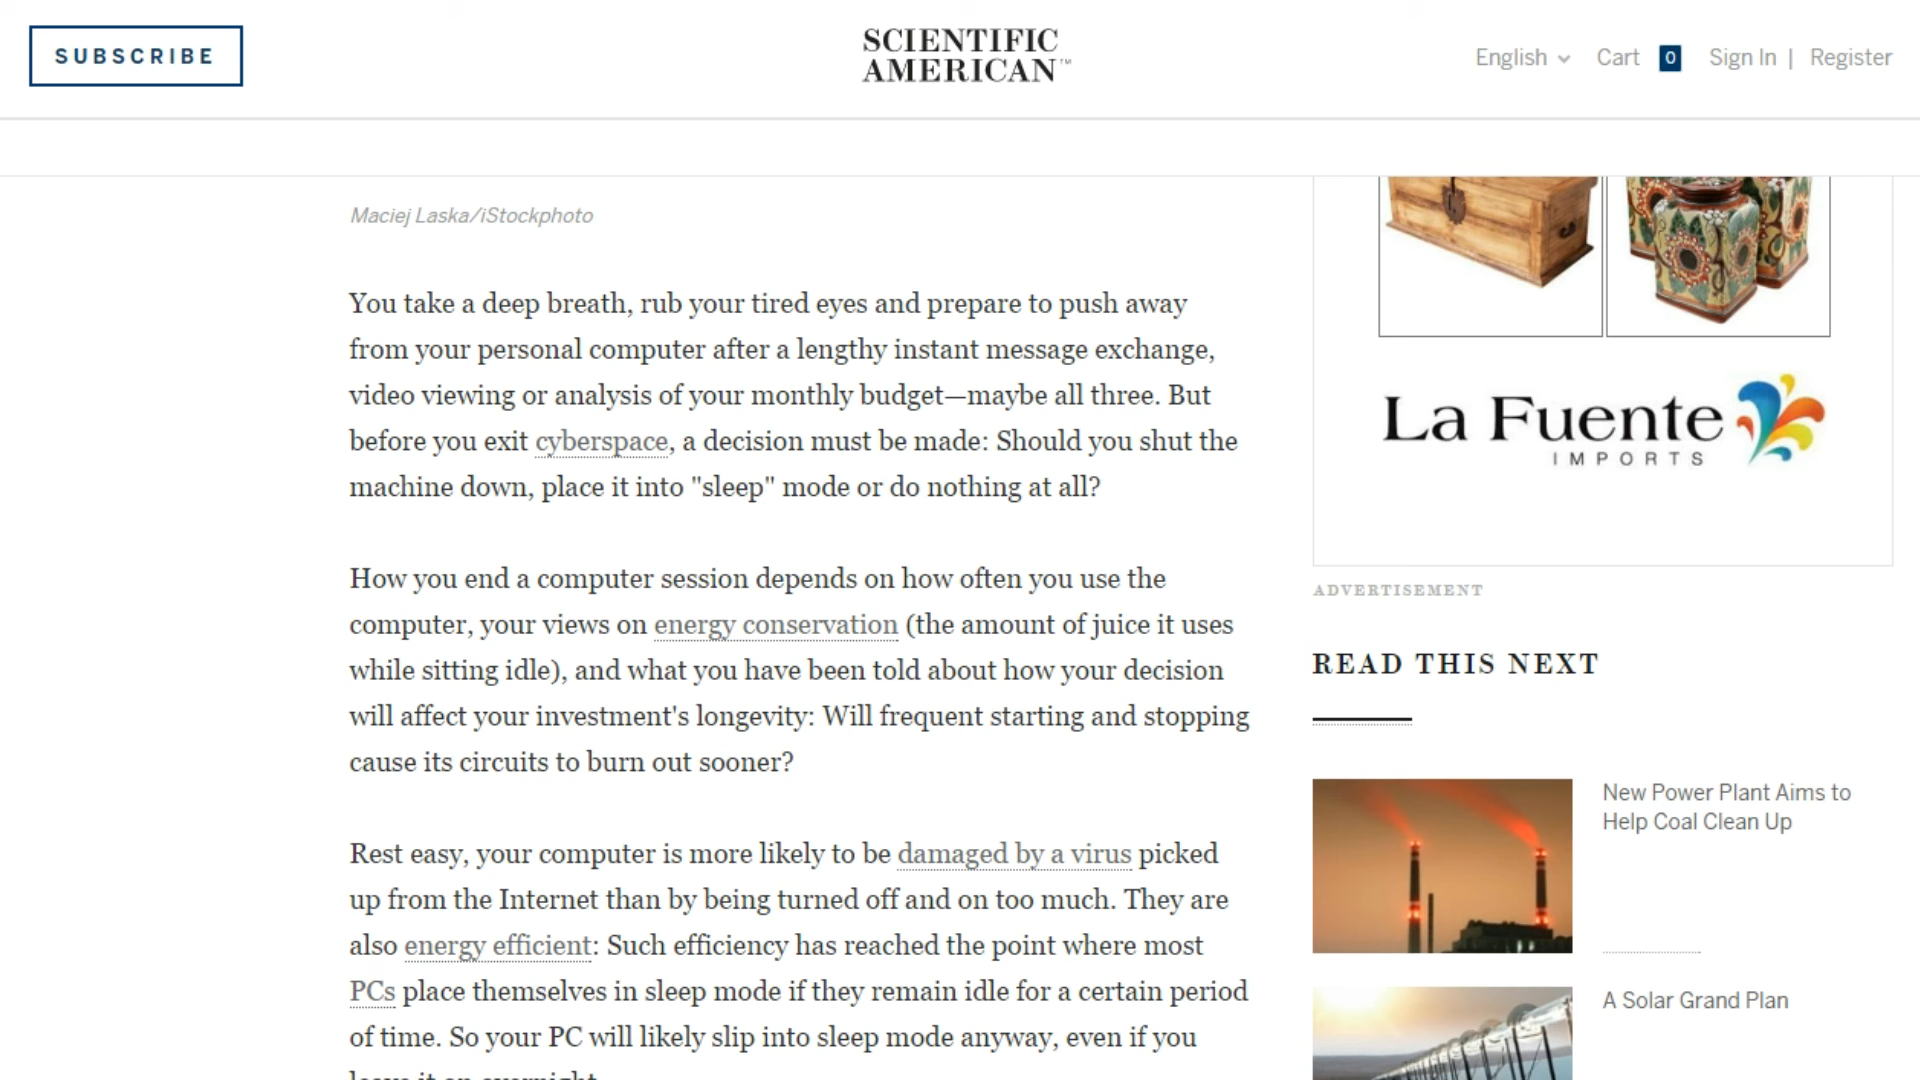 SUBSCRIBE
SCIENTIFIC
AMERICAN™
English
Cart 0
Sign In | Register
Maciej Laska/iStockphoto
You take a deep breath, rub your tired eyes and prepare to push away
from your personal computer after a lengthy instant message exchange,
video viewing or analysis of your monthly budget—maybe all three. But
before you exit cyberspace, a decision must be made: Should you shut the
machine down, place it into "sleep" mode or do nothing at all?
How you end a computer session depends on how often you use the
computer, your views on energy conservation (the amount of juice it uses
while sitting idle), and what you have been told about how your decision
will affect your investment's longevity: Will frequent starting and stopping
cause its circuits to burn out sooner?
Rest easy, your computer is more likely to be damaged by a virus picked
up from the Internet than by being turned off and on too much. They are
also energy efficient: Such efficiency has reached the point where most
PCs place themselves in sleep mode if they remain idle for a certain period
of time. So your PC will likely slip into sleep mode anyway, even if you
La Fuente
IMPORTS
ADVERTISEMENT
READ THIS NEXT
New Power Plant Aims to
Help Coal Clean Up
A Solar Grand Plan